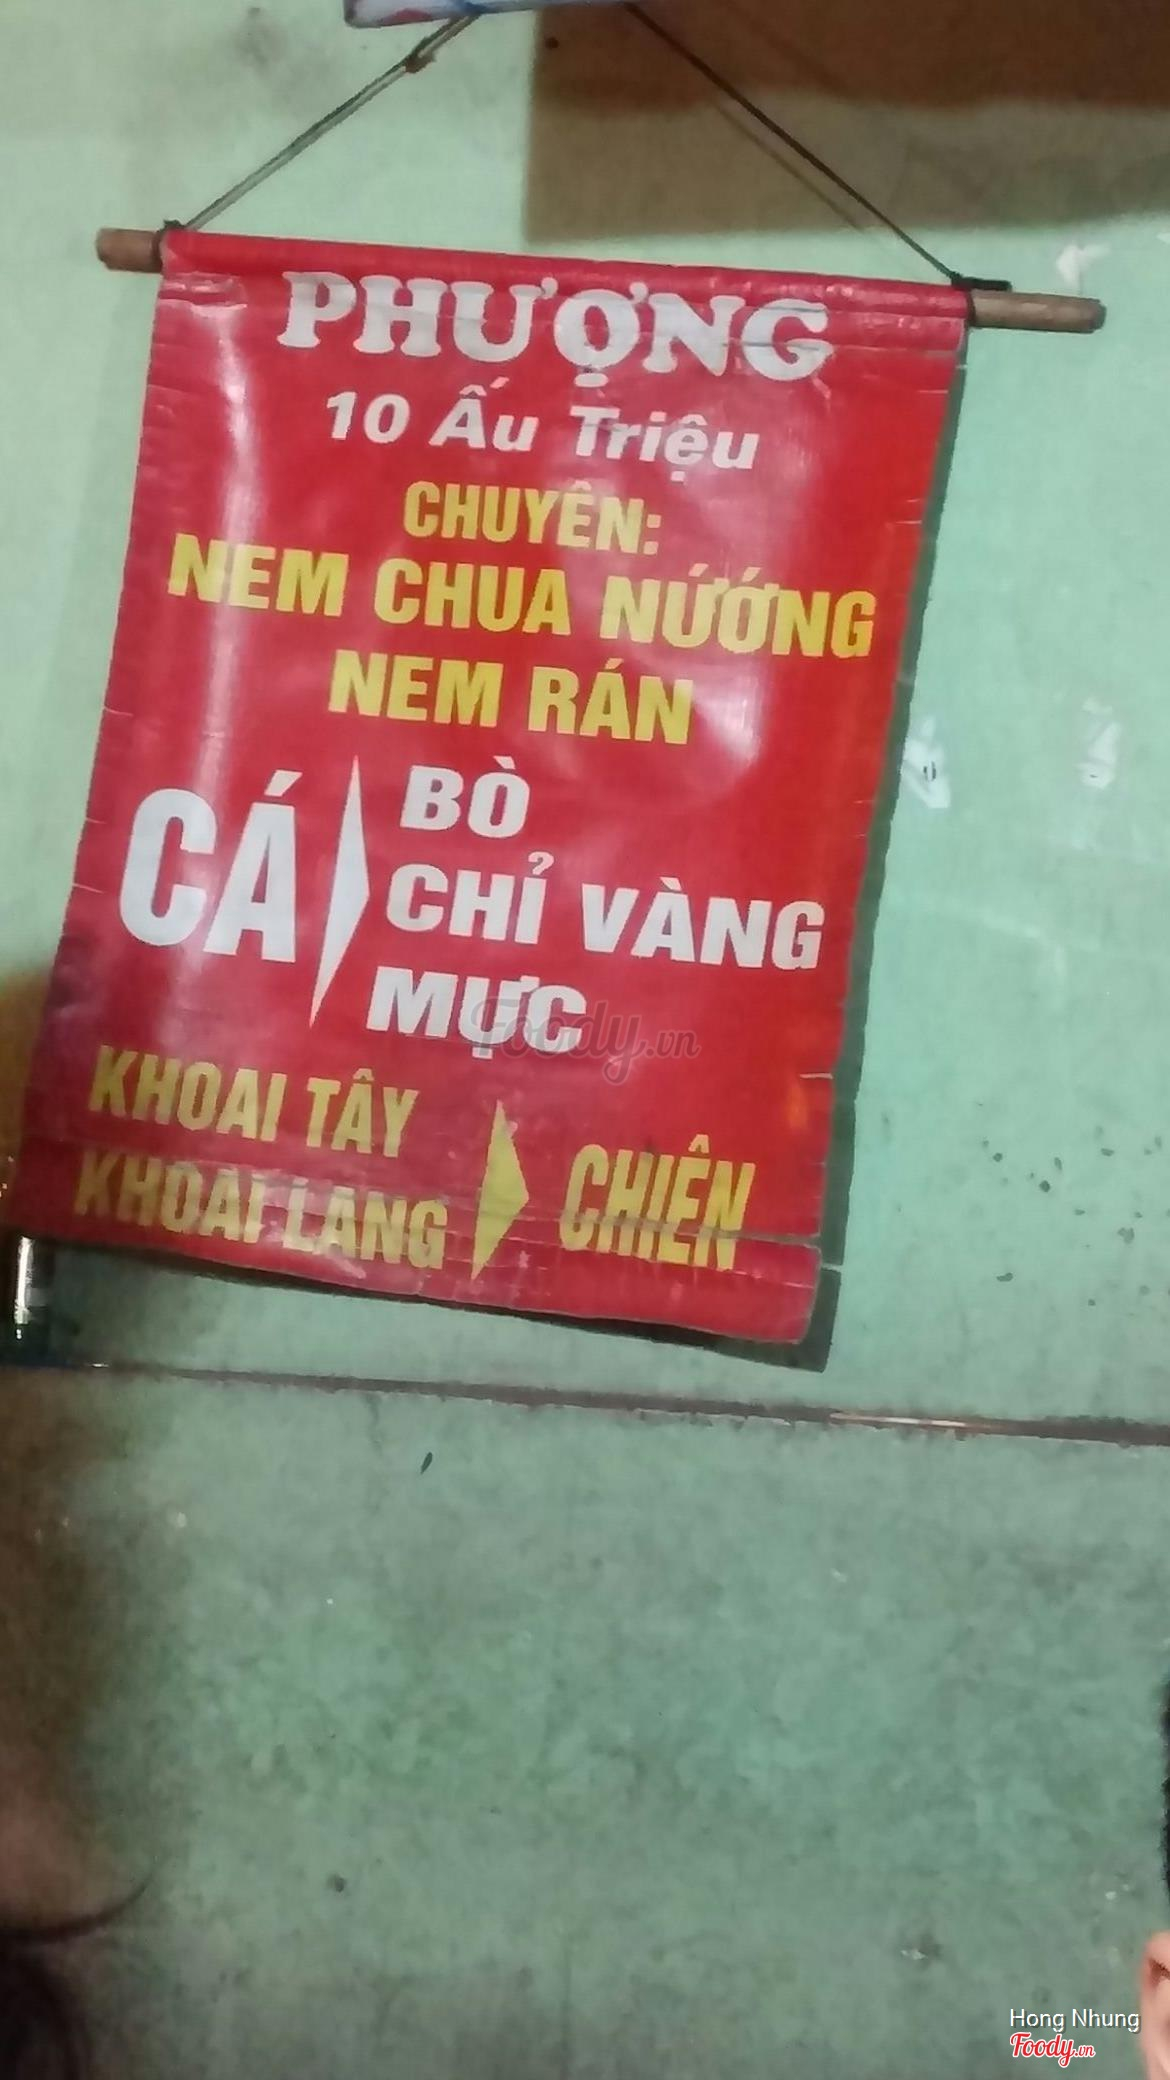 PHƯỢNG
10 Ấu Triệu
CHUYÊN:
NEM CHUA NỨỚNG
NEM RÁN
CÁ
BÒ
CHỈ VÀNG
MỰC
KHOAI TÂY
KHOAI LANG
CHIÊN
Foody.vn
Hong Nhung
Foody.vn